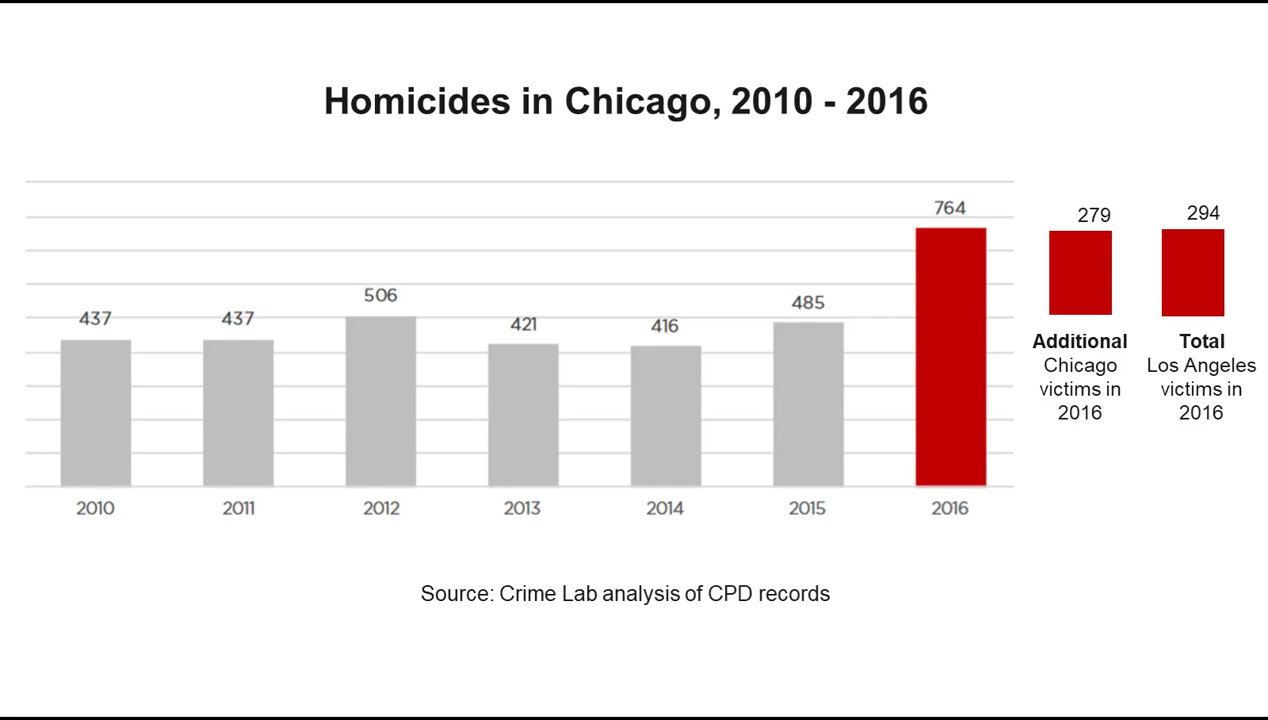 Homicides in Chicago, 2010 - 2016
437
437
506
421
416
485
764
2010
2011
2012
2013
2014
2015
2016
279
Additional
Chicago
victims in
2016
294
Total
Los Angeles
victims in
2016
Source: Crime Lab analysis of CPD records